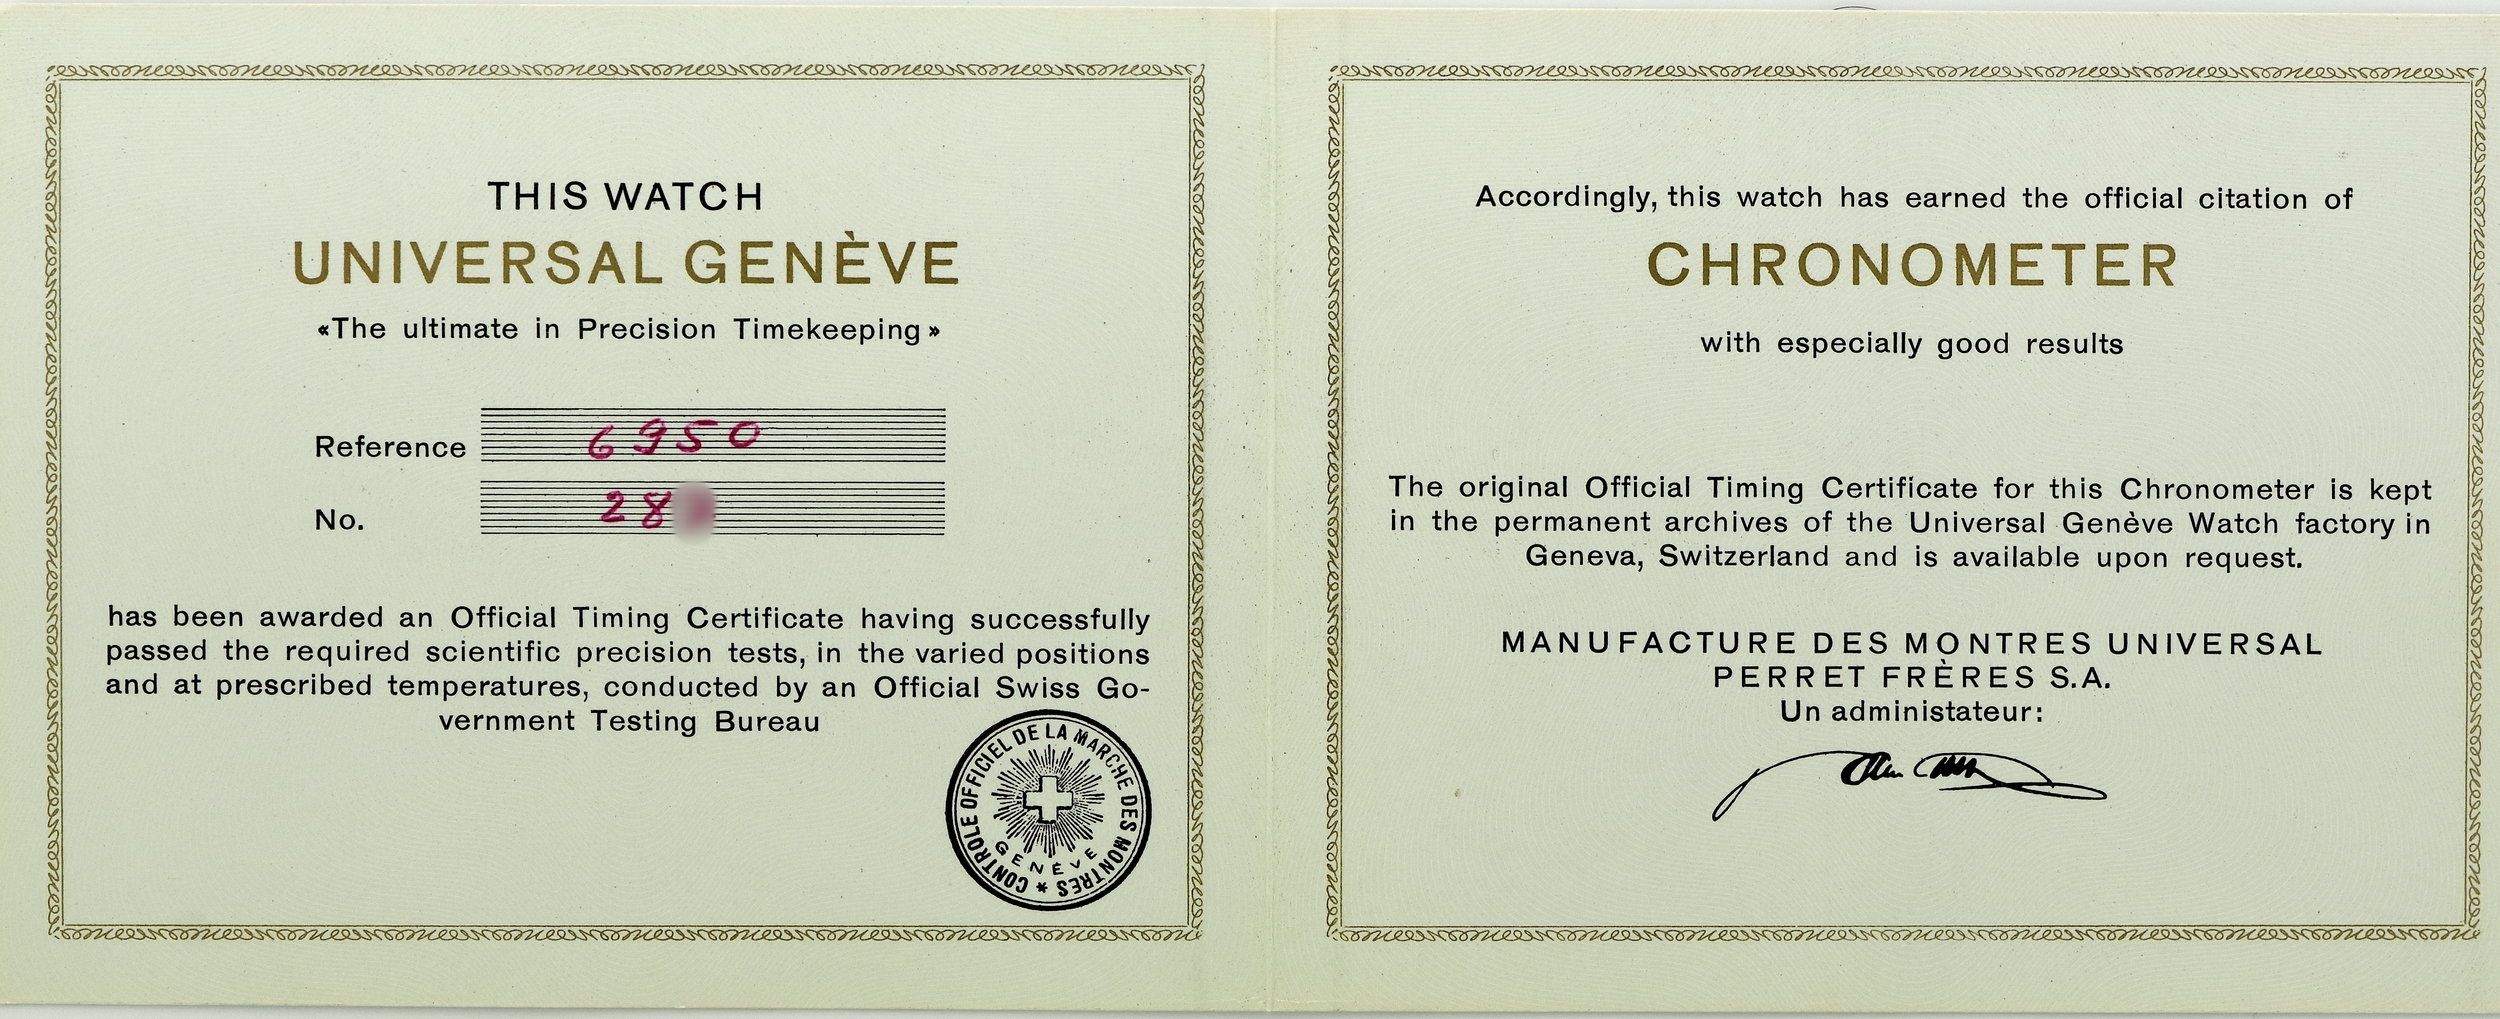 THIS WATCH
UNIVERSAL GENÈVE
«The ultimate in Precision Timekeeping»
Reference 6950
No. 28
has been awarded an Official Timing Certificate having successfully
passed the required scientific precision tests, in the varied positions
and at prescribed temperatures, conducted by an Official Swiss Go-
vernment Testing Bureau
CONTROLE OFFICIEL DE LA MARCHE DES MONTRES *
GENÈVE
Accordingly, this watch has earned the official citation of
CHRONOMETER
with especially good results
The original Official Timing Certificate for this Chronometer is kept
in the permanent archives of the Universal Genève Watch factory in
Geneva, Switzerland and is available upon request.
MANUFACTURE DES MONTRES UNIVERSAL
PERRET FRÈRES S.A.
Un administateur: